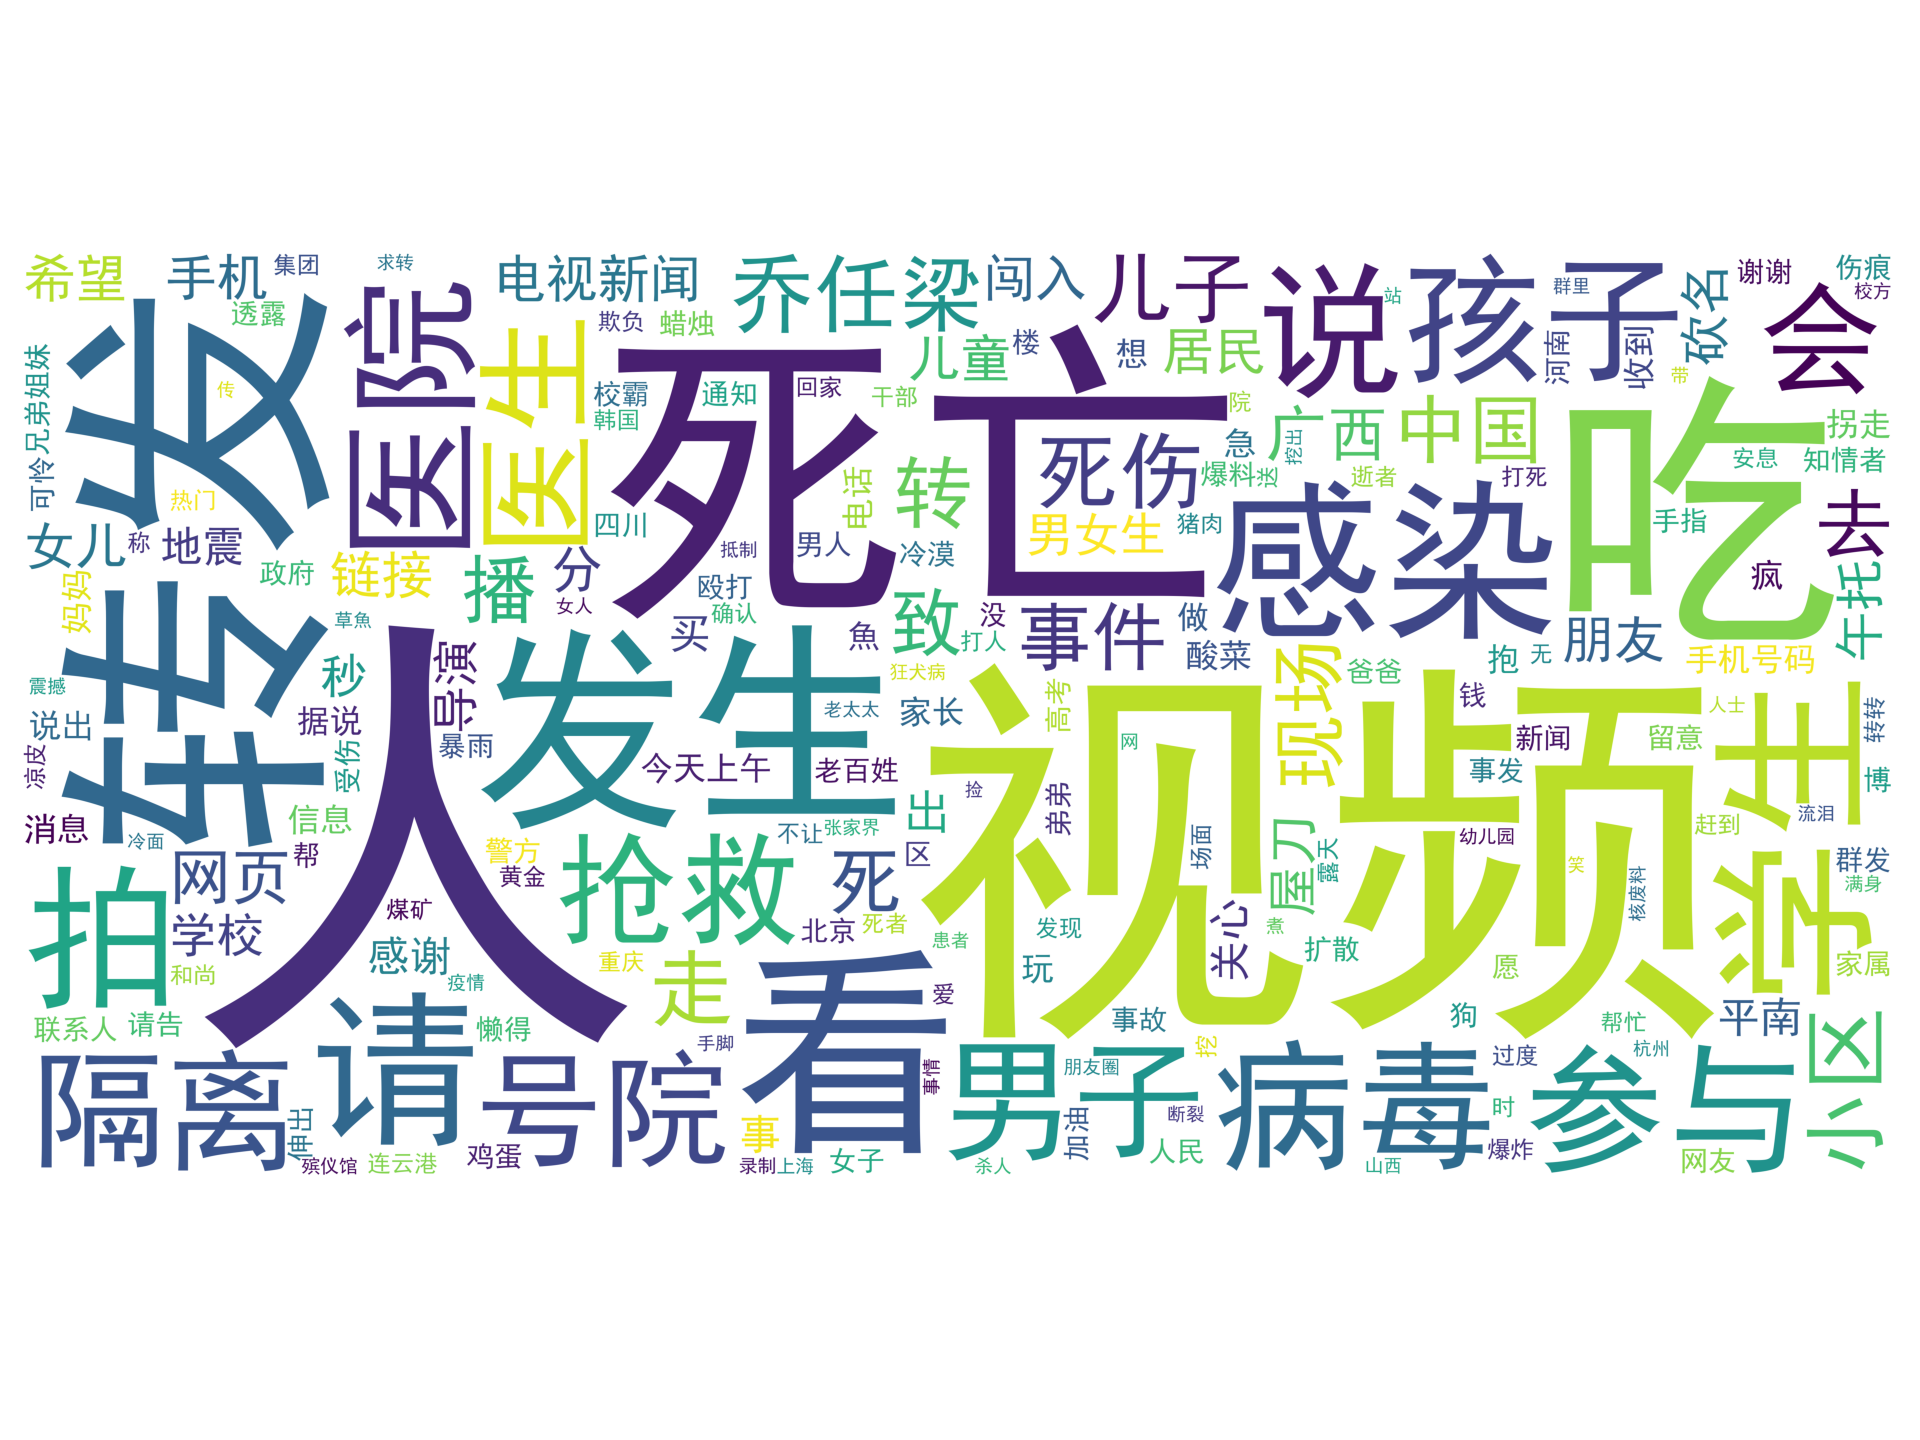 希望
手机
集团
求转
电视新闻
乔任梁
闯入
儿子
说
孩子
群里
站
砍名
谢谢
伤痕
校方
会
透露
转发
医院
医生
欺负
蜡烛
儿童
楼
想
居民
河南
收到
带
可怜兄弟姐妹
传
热门
校霸
韩国
通知
回家
干部
死亡
院
急
广西
挖出
中国
拐走
知情者
安息
吃
女儿
称
地震
政府
链接
播
分
女人
四川
抵制
男人
电话
转
冷漠
死伤
男女生
爆料
送
猪肉
逝者
打死
感染
手指
疯
去
午托
妈妈
草魚
殴打
确认
买
魚
致
打人
没
事件
做
酸菜
抱
无
朋友
手机号码
震撼
说出
凉皮
秒
据说
受伤
导演
暴雨
人
发生
狂犬病
老太太
家长
高考
网
现场
爸爸
钱
新闻
留意
人士
转转
学生
今天上午
老百姓
视频
事发
博
消息
冷面
信息
帮
网页
学校
警方
黄金
抢救
不让
张家界
出
区
捡
弟弟
场面
屋刀
露天
幼儿园
笑
核废料
赶到
流泪
群发
满身
拍
煤矿
感谢
疫情
和尚
重庆
死
北京
死者
患者
发现
关心
煮
扩散
愿
家属
联系人
请告
请
懒得
走
看
爱
玩
事故
狗
帮忙
平南
小区
隔离
伸出
号院
手脚
事
事情
男子
朋友圈
挖
加油
断裂
病毒
过度
时
爆炸
参与
杭州
网友
殡仪馆
连云港
鸡蛋
录制
上海
女子
杀人
人民
山西